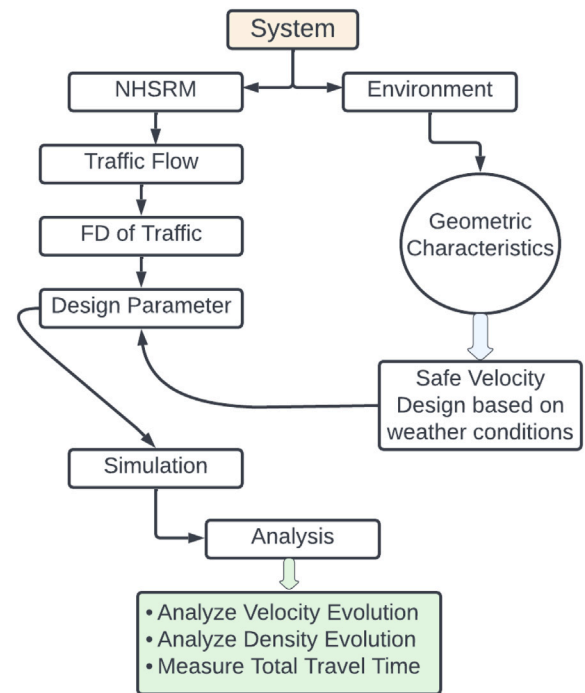 System
NHSRM
Environment
Traffic Flow
Geometric
Characteristics
FD of Traffic
Design Parameter
Safe Velocity
Design based on
weather conditions
Simulation
Analysis
• Analyze Velocity Evolution
• Analyze Density Evolution
• Measure Total Travel Time